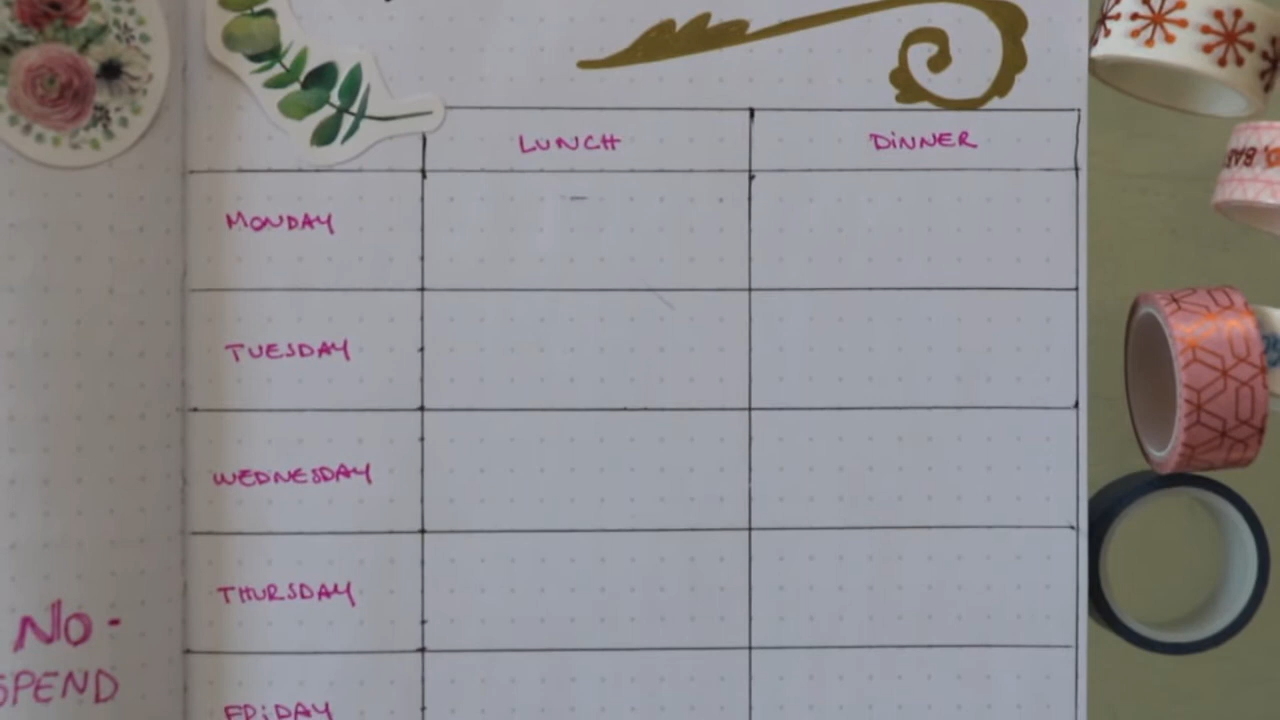 LUNCH DINNER
MONDAY
TUESDAY
WEDNESDAY
THURSDAY
FRIDAY
NO-
SPEND